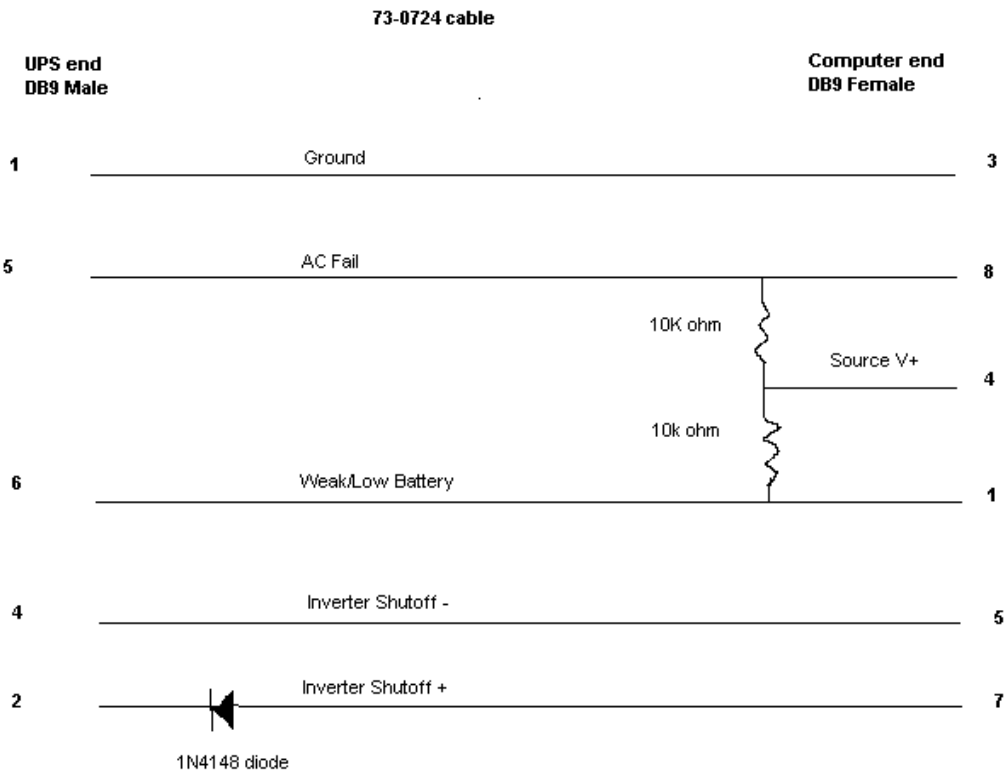 73-0724 cable
UPS end
DB9 Male
Computer end
DB9 Female
1
Ground
3
5
AC Fail
8
10K ohm
Source V+
4
10k ohm
6
Weak/Low Battery
1
4
Inverter Shutoff -
5
2
Inverter Shutoff +
7
1N4148 diode